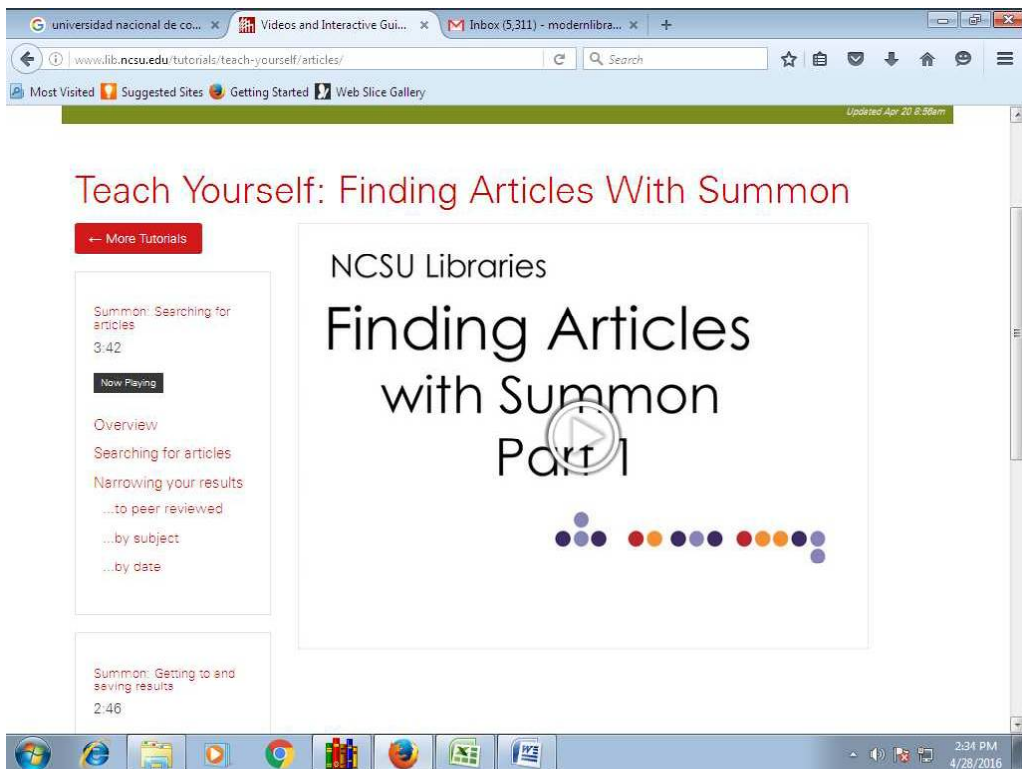 universidad nacional de co...
Videos and Interactive Gui...
Inbox (5,311) - modernlibra...
www.lib.ncsu.edu/tutorials/teach-yourself/articles/
Search
Most Visited
Suggested Sites
Getting Started
Web Slice Gallery
Updated Apr 20 8:56am
Teach Yourself: Finding Articles With Summon
← More Tutorials
Summon: Searching for
articles
3:42
Now Playing
Overview
Searching for articles
Narrowing your results
...to peer reviewed
...by subject
...by date
Summon: Getting to and
saving results
2:46
NCSU Libraries
Finding Articles
with Summon
Part 1
2:34 PM
4/28/2016